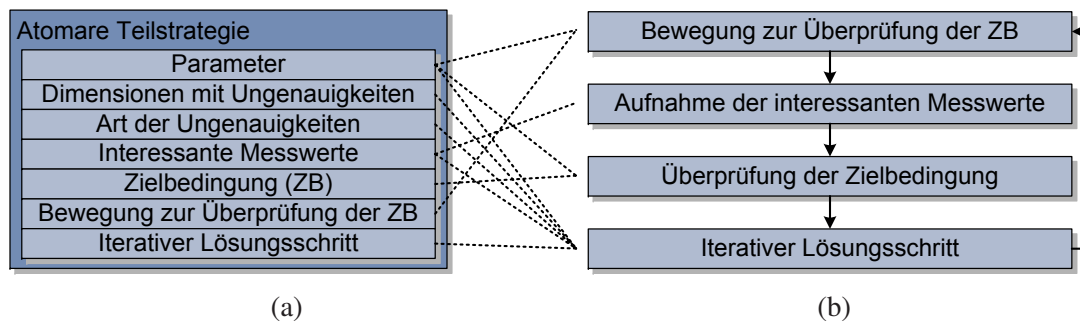 Atomare Teilstrategie
Parameter
Dimensionen mit Ungenauigkeiten
Art der Ungenauigkeiten
Interessante Messwerte
Zielbedingung (ZB)
Bewegung zur Überprüfung der ZB
Iterativer Lösungsschritt
(a)
Bewegung zur Überprüfung der ZB
Aufnahme der interessanten Messwerte
Überprüfung der Zielbedingung
Iterativer Lösungsschritt
(b)